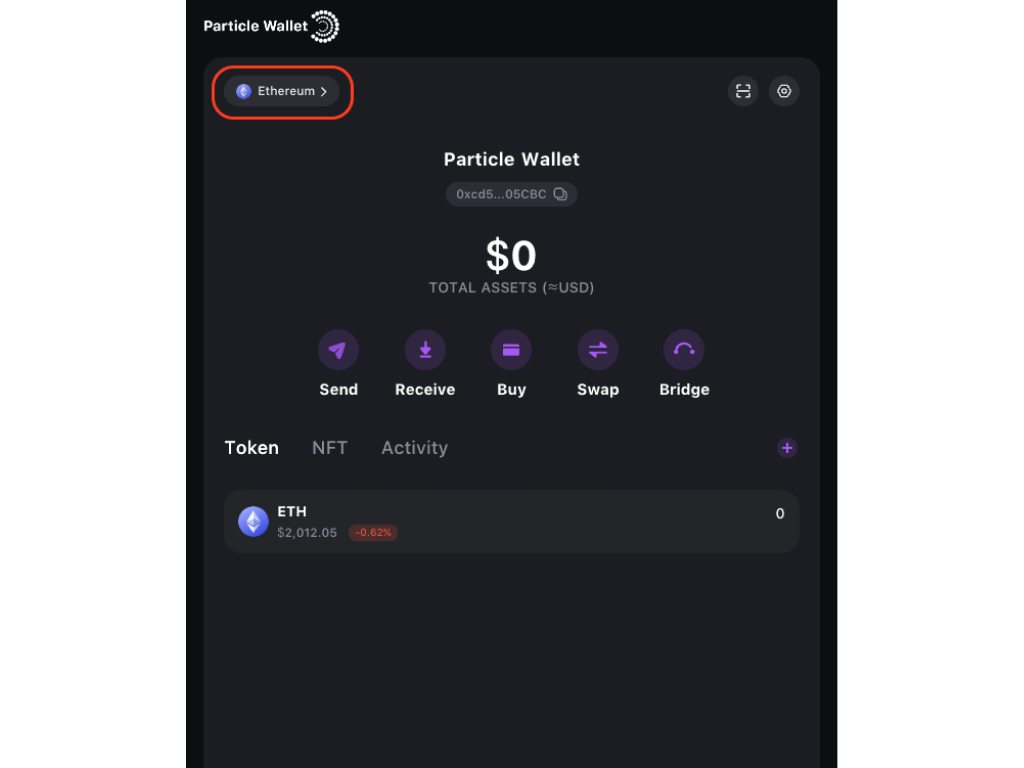 Particle Wallet
Ethereum
Particle Wallet
0xcd5...05CBC
$0
TOTAL ASSETS (≈USD)
Send Receive Buy Swap Bridge
Token NFT Activity +
ETH 0
$2,012.05 -0.62%